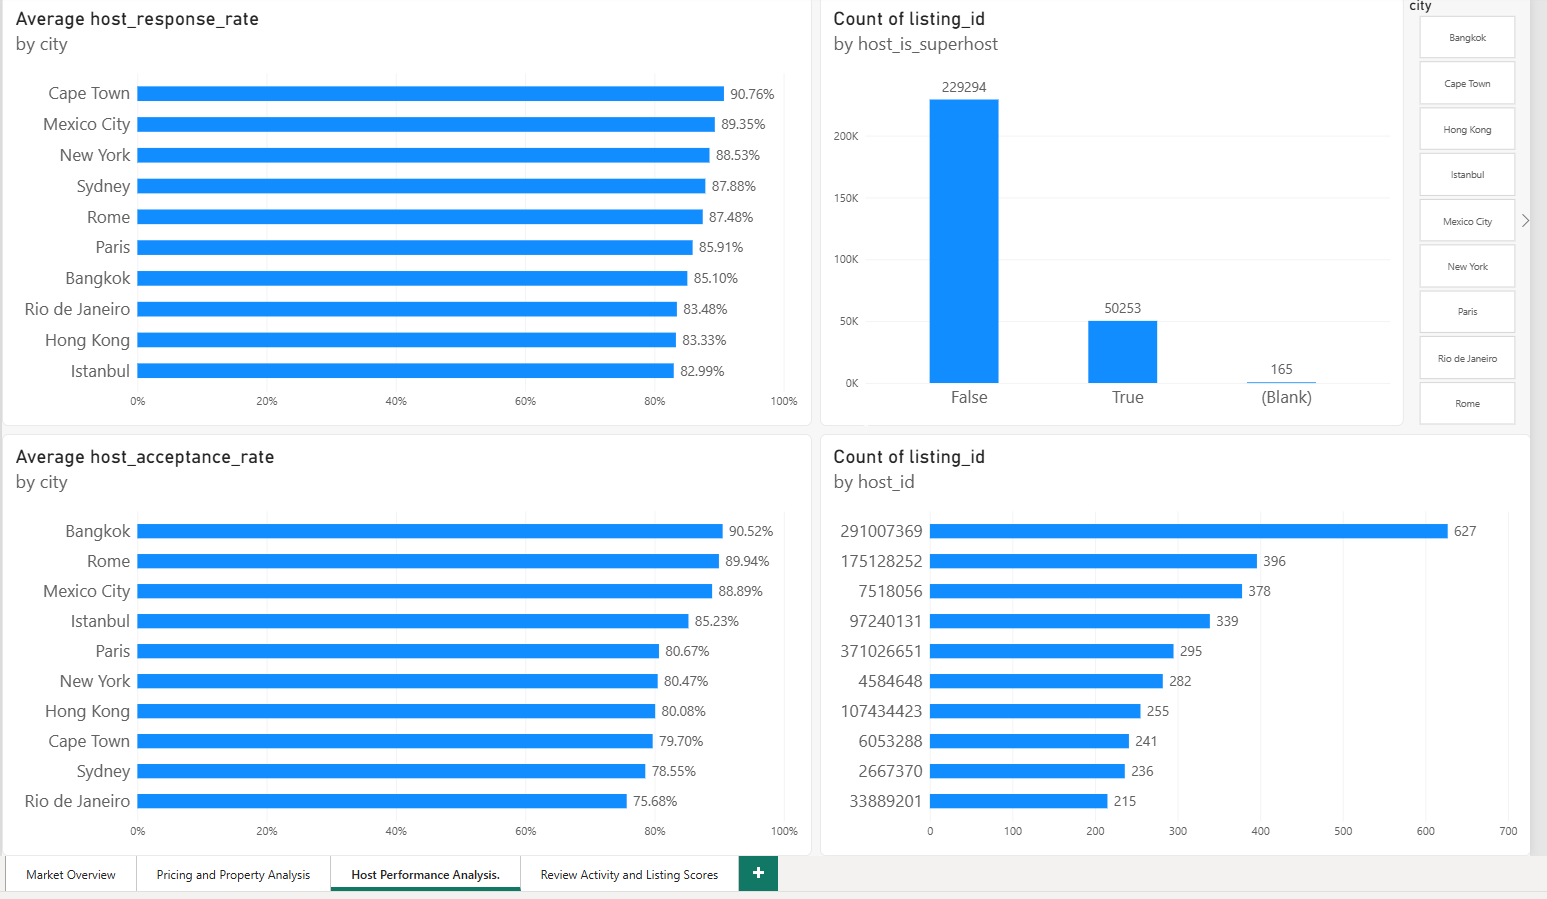 Average host_response_rate
by city
Cape Town 90.76%
Mexico City 89.35%
New York 88.53%
Sydney 87.88%
Rome 87.48%
Paris 85.91%
Bangkok 85.10%
Rio de Janeiro 83.48%
Hong Kong 83.33%
Istanbul 82.99%
0% 20% 40% 60% 80% 100%
Count of listing_id
by host_is_superhost
229294
200K
150K
100K
50253
50K
165
0K
False True (Blank)
city
Bangkok
Cape Town
Hong Kong
Istanbul
Mexico City
New York
Paris
Rio de Janeiro
Rome
Average host_acceptance_rate
by city
Bangkok 90.52%
Rome 89.94%
Mexico City 88.89%
Istanbul 85.23%
Paris 80.67%
New York 80.47%
Hong Kong 80.08%
Cape Town 79.70%
Sydney 78.55%
Rio de Janeiro 75.68%
0% 20% 40% 60% 80% 100%
Count of listing_id
by host_id
291007369 627
175128252 396
7518056 378
97240131 339
371026651 295
4584648 282
107434423 255
6053288 241
2667370 236
33889201 215
0 100 200 300 400 500 600 700
Market Overview Pricing and Property Analysis Host Performance Analysis. Review Activity and Listing Scores +